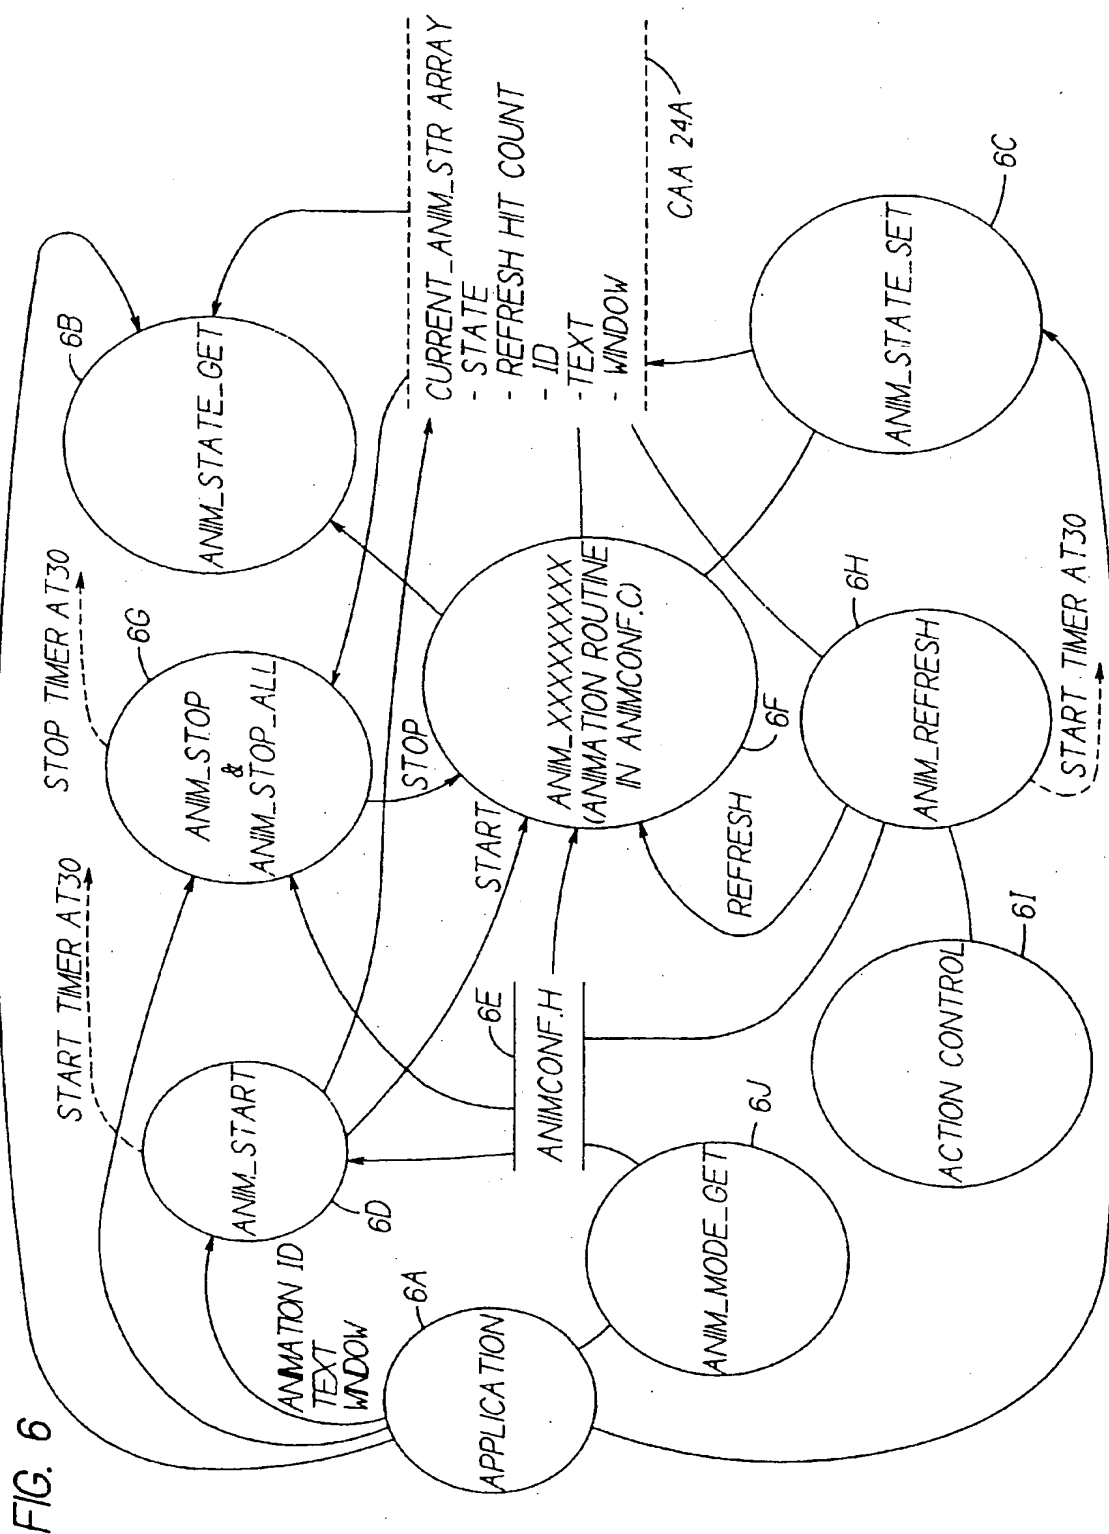 FIG. 6
START TIMER AT30
STOP TIMER AT30
6B
6G
ANIM_STATE_GET
ANIM_STOP
&
ANIM_STOP_ALL
ANIM_START
6D
ANIMATION ID
TEXT
WINDOW
6A
APPLICATION
STOP
START
6E
ANIMCONF.H
ANIM_XXXXXXXXX
(ANIMATION ROUTINE
IN ANIMCONF.C)
6F
CURRENT_ANIM_STR ARRAY
- STATE
- REFRESH HIT COUNT
- ID
- TEXT
- WINDOW
CAA 24A
REFRESH
6J
ANIM_MODE_GET
6H
ANIM_REFRESH
6I
ACTION CONTROL
6C
ANIM_STATE_SET
START TIMER AT30